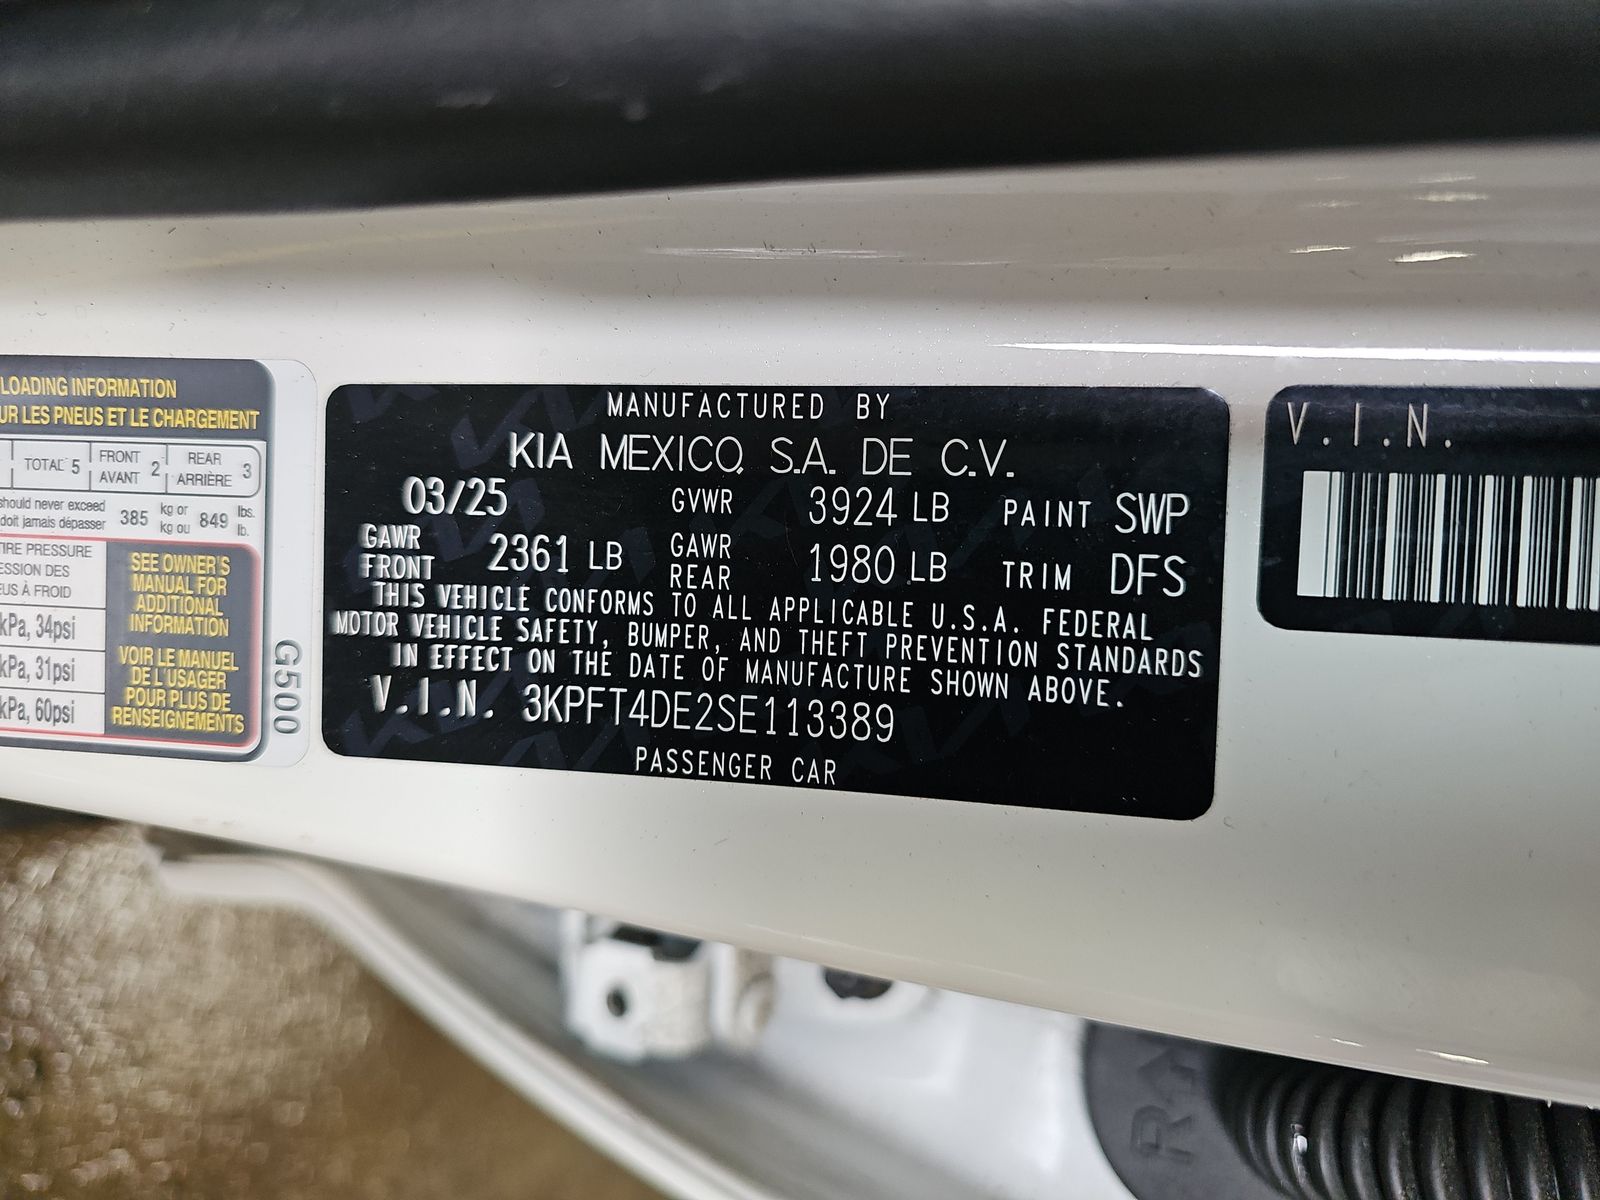 LOADING INFORMATION
UR LES PNEUS ET LE CHARGEMENT
TOTAL 5 FRONT AVANT 2 REAR ARRIÈRE 3
should never exceed
doit jamais dépasser 385 kg or kg ou 849 lbs. lb.
TIRE PRESSURE
ESSION DES
EUS À FROID
kPa, 34psi
kPa, 31psi
kPa, 60psi
SEE OWNER'S
MANUAL FOR
ADDITIONAL
INFORMATION
VOIR LE MANUEL
DE L'USAGER
POUR PLUS DE
RENSEIGNEMENTS
G500
MANUFACTURED BY
KIA MEXICO, S.A. DE C.V.
03/25 GVWR 3924 LB PAINT SWP
GAWR FRONT 2361 LB GAWR REAR 1980 LB TRIM DFS
THIS VEHICLE CONFORMS TO ALL APPLICABLE U.S.A. FEDERAL
MOTOR VEHICLE SAFETY, BUMPER, AND THEFT PREVENTION STANDARDS
IN EFFECT ON THE DATE OF MANUFACTURE SHOWN ABOVE.
V.I.N. 3KPFT4DE2SE113389
PASSENGER CAR
V.I.N.